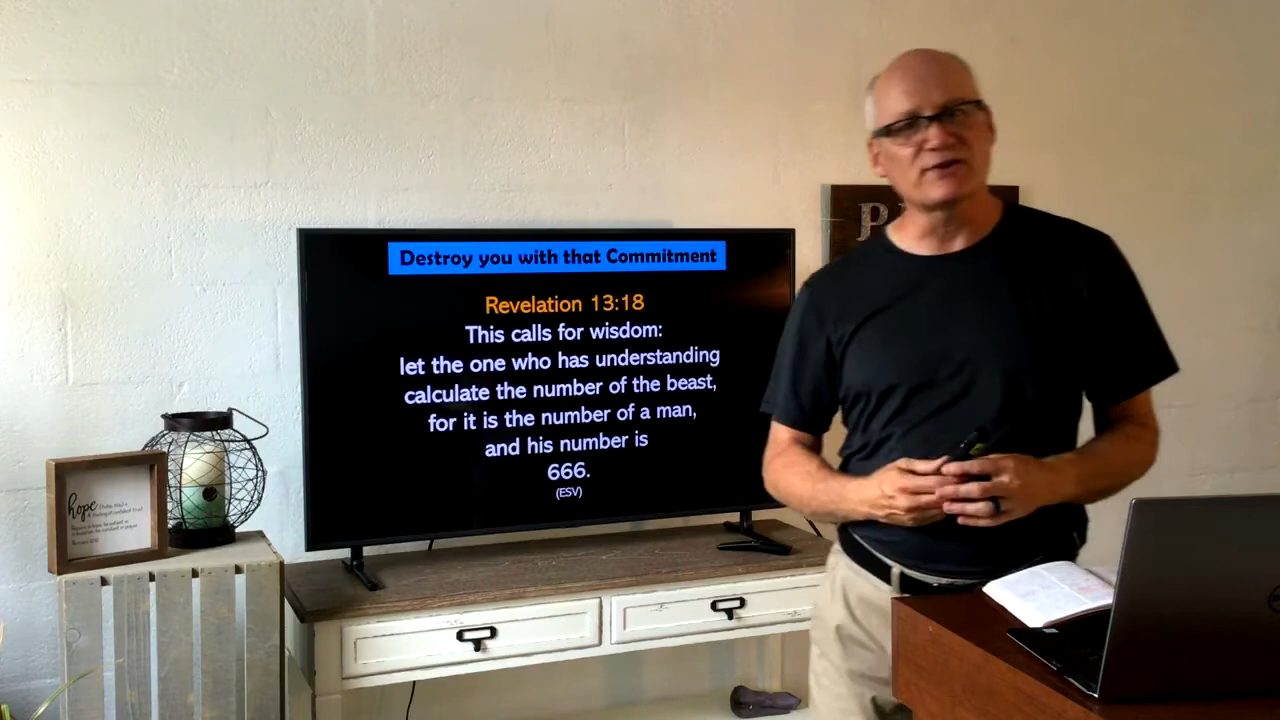 Destroy you with that Commitment
Revelation 13:18
This calls for wisdom:
let the one who has understanding
calculate the number of the beast,
for it is the number of a man,
and his number is
666.
(ESV)
hope
P